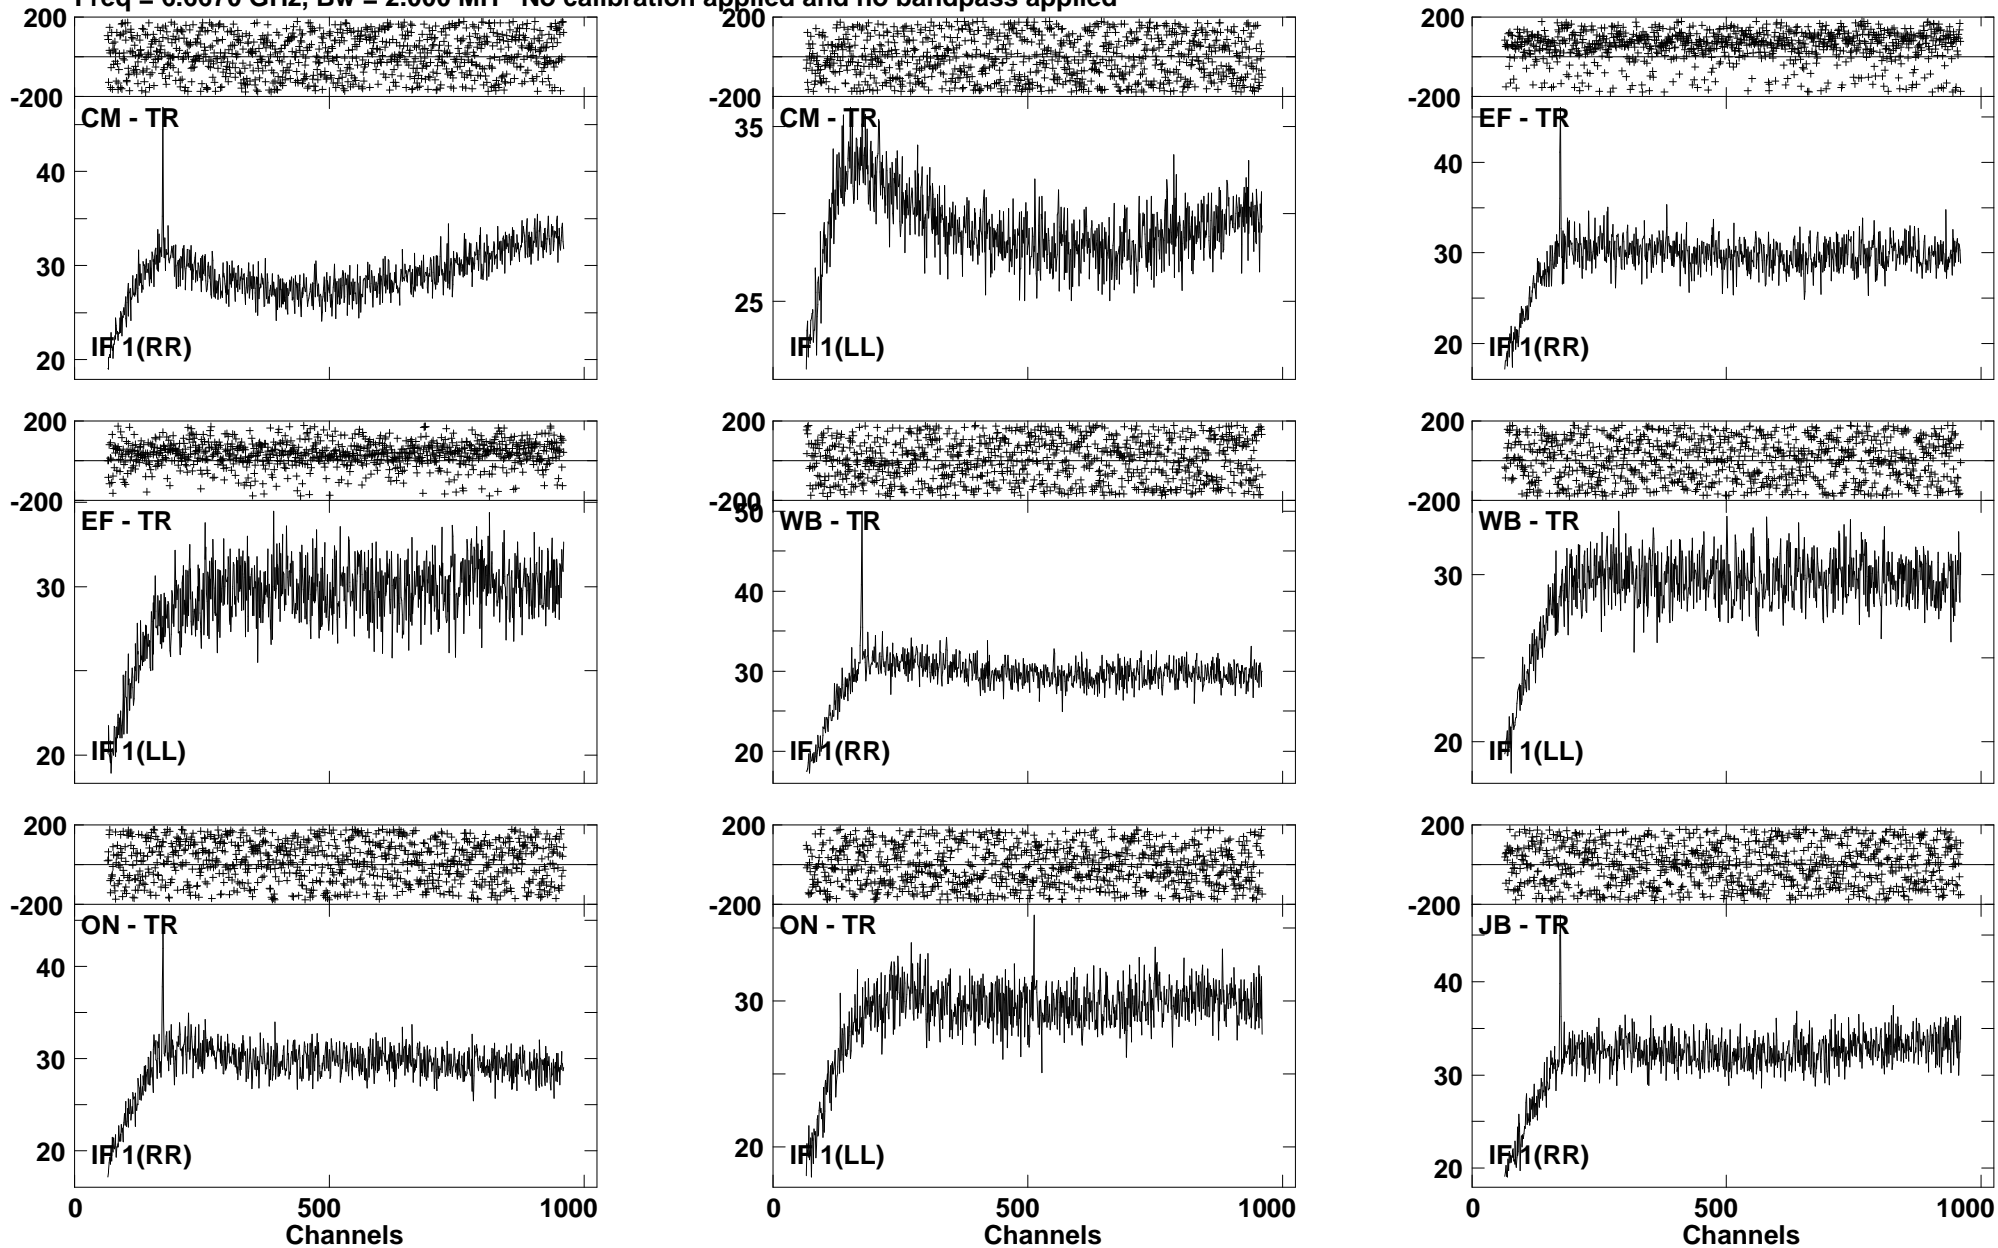 Freq = 6.6670 GHz, Bw = 2.000 MH No calibration applied and no bandpass applied
200
-200
CM - TR
40
30
20
IF 1(RR)
200
-200
CM - TR
35
25
IF 1(LL)
200
-200
EF - TR
40
30
20
IF 1(RR)
200
-200
EF - TR
30
20
IF 1(LL)
200
-200
50
WB - TR
40
30
20
IF 1(RR)
200
-200
WB - TR
30
20
IF 1(LL)
200
-200
ON - TR
40
30
20
IF 1(RR)
0 500 1000
Channels
200
-200
ON - TR
30
20
IF 1(LL)
0 500 1000
Channels
200
-200
JB - TR
40
30
20
IF 1(RR)
0 500 1000
Channels